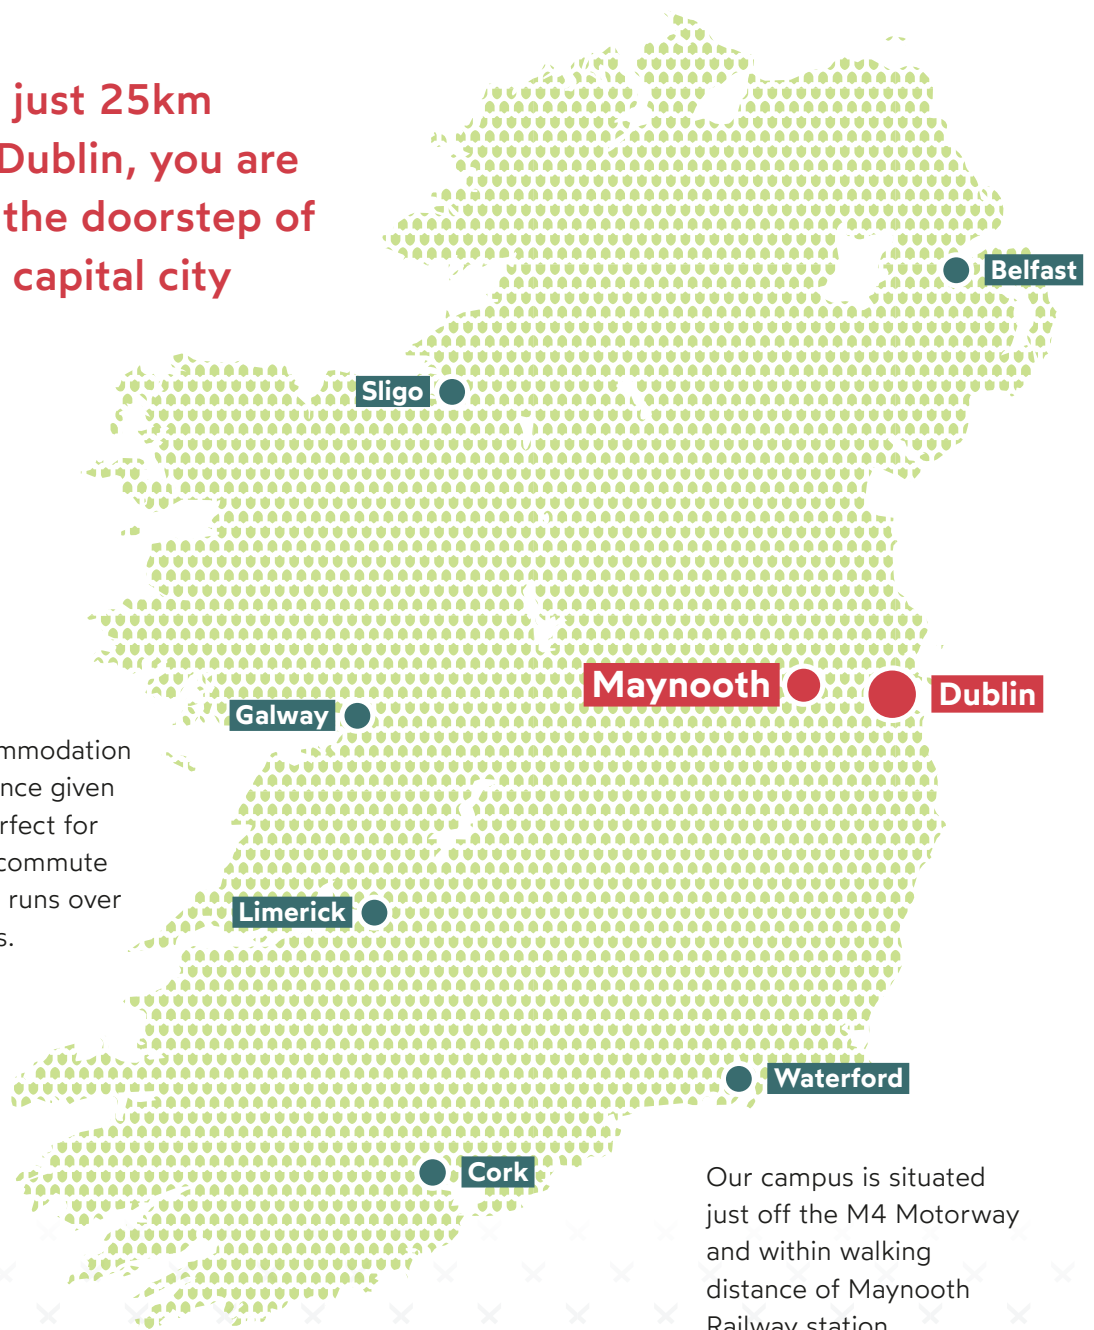 just 25km
Dublin, you are
the doorstep of
capital city
Belfast
Sligo
Maynooth
Dublin
Galway
mmodation
nce given
rfect for
commute
runs over
s.
Limerick
Waterford
Cork
Our campus is situated
just off the M4 Motorway
and within walking
distance of Maynooth
Railway station